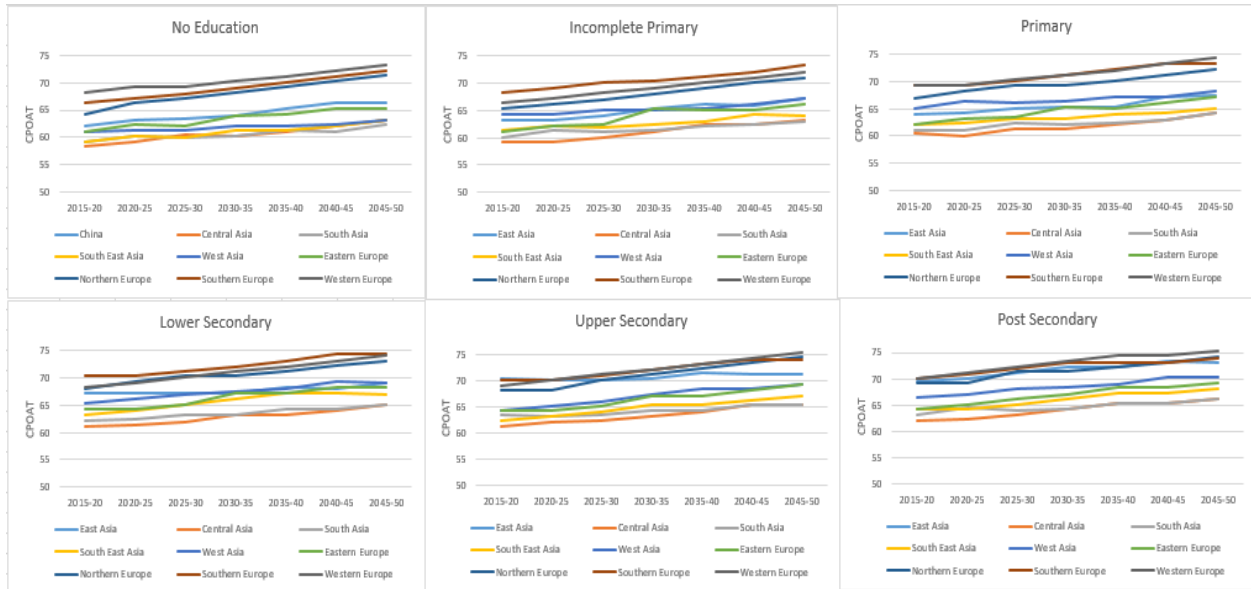 No Education
75
70
65
60
55
50
CPOAT
2015-20 2020-25 2025-30 2030-35 2035-40 2040-45 2045-50
China Central Asia South Asia
South East Asia West Asia Eastern Europe
Northern Europe Southern Europe Western Europe
Incomplete Primary
75
70
65
60
55
50
CPOAT
2015-20 2020-25 2025-30 2030-35 2035-40 2040-45 2045-50
East Asia Central Asia South Asia
South East Asia West Asia Eastern Europe
Northern Europe Southern Europe Western Europe
Primary
75
70
65
60
55
50
CPOAT
2015-20 2020-25 2025-30 2030-35 2035-40 2040-45 2045-50
East Asia Central Asia South Asia
South East Asia West Asia Eastern Europe
Northern Europe Southern Europe Western Europe
Lower Secondary
75
70
65
60
55
50
CPOAT
2015-20 2020-25 2025-30 2030-35 2035-40 2040-45 2045-50
East Asia Central Asia South Asia
South East Asia West Asia Eastern Europe
Northern Europe Southern Europe Western Europe
Upper Secondary
75
70
65
60
55
50
CPOAT
2015-20 2020-25 2025-30 2030-35 2035-40 2040-45 2045-50
East Asia Central Asia South Asia
South East Asia West Asia Eastern Europe
Northern Europe Southern Europe Western Europe
Post Secondary
75
70
65
60
55
50
CPOAT
2015-20 2020-25 2025-30 2030-35 2035-40 2040-45 2045-50
East Asia Central Asia South Asia
South East Asia West Asia Eastern Europe
Northern Europe Southern Europe Western Europe